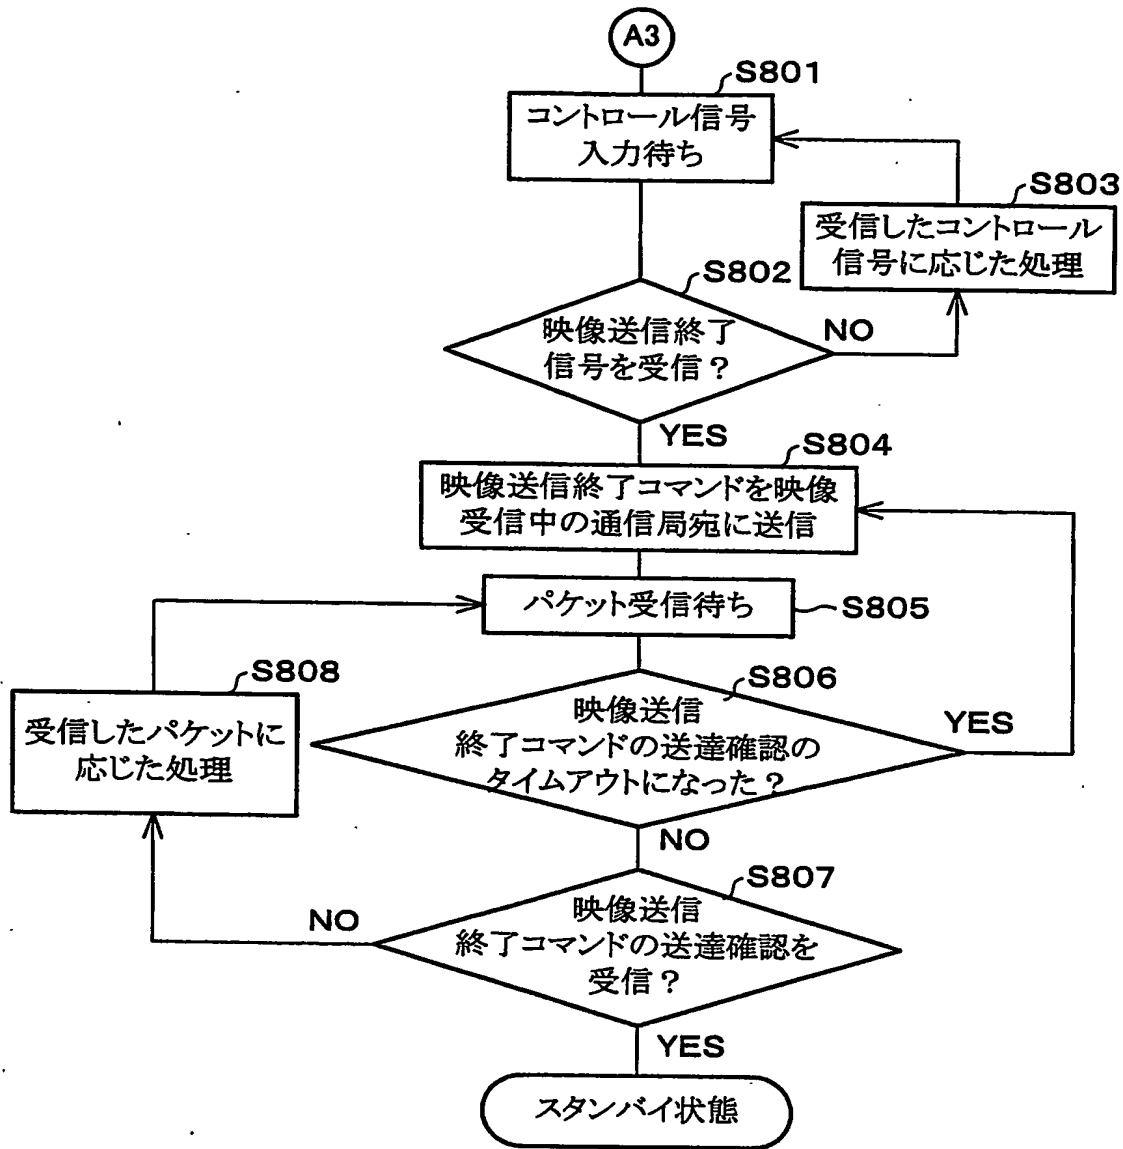 A3
S801
コントロール信号
入力待ち
S803
受信したコントロール
信号に応じた処理
S802
映像送信終了
信号を受信？
NO
YES
S804
映像送信終了コマンドを映像
受信中の通信局宛に送信
パケット受信待ち
S805
S808
受信したパケットに
応じた処理
S806
映像送信
終了コマンドの送達確認の
タイムアウトになった？
YES
NO
S807
映像送信
終了コマンドの送達確認を
受信？
NO
YES
スタンバイ状態